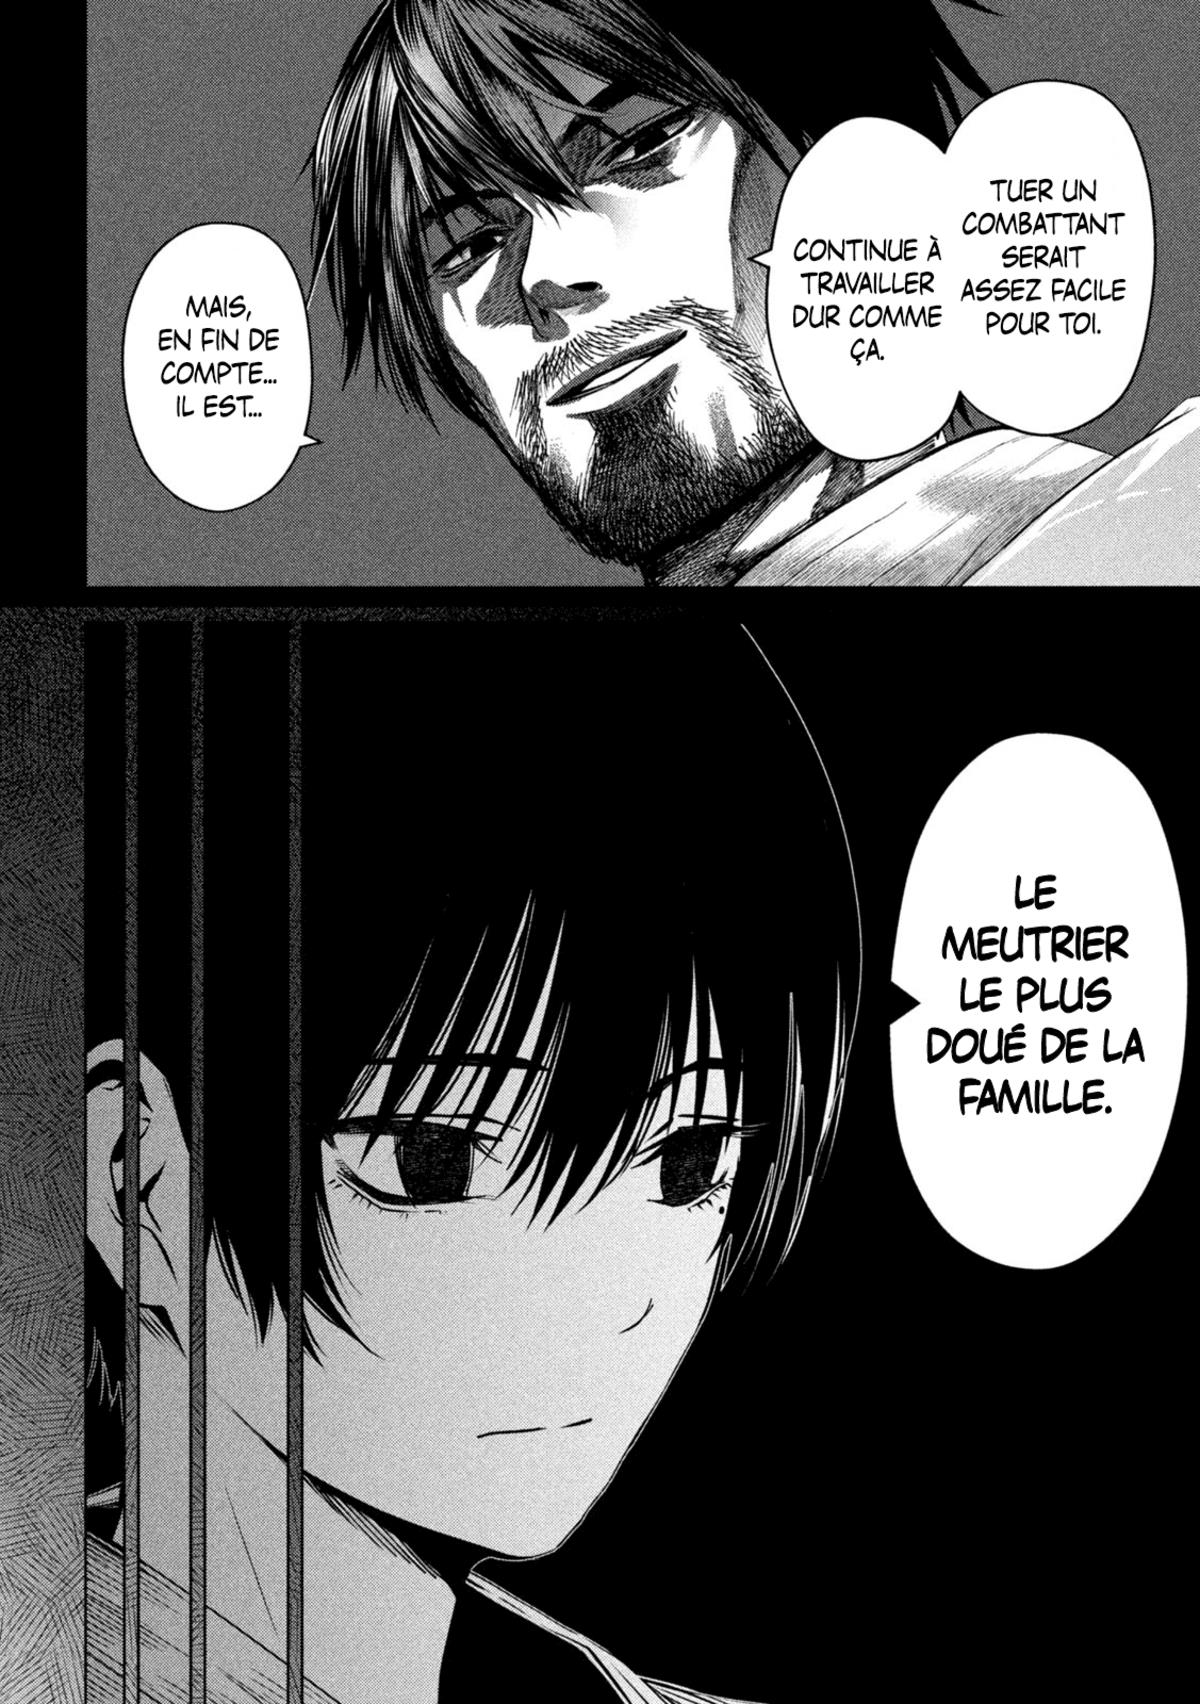 TUER UN
COMBATTANT
SERAIT
ASSEZ FACILE
POUR TOI.
CONTINUE À
TRAVAILLER
DUR COMME
ÇA.
MAIS,
EN FIN DE
COMPTE...
IL EST...
LE
MEUTRIER
LE PLUS
DOUÉ DE LA
FAMILLE.